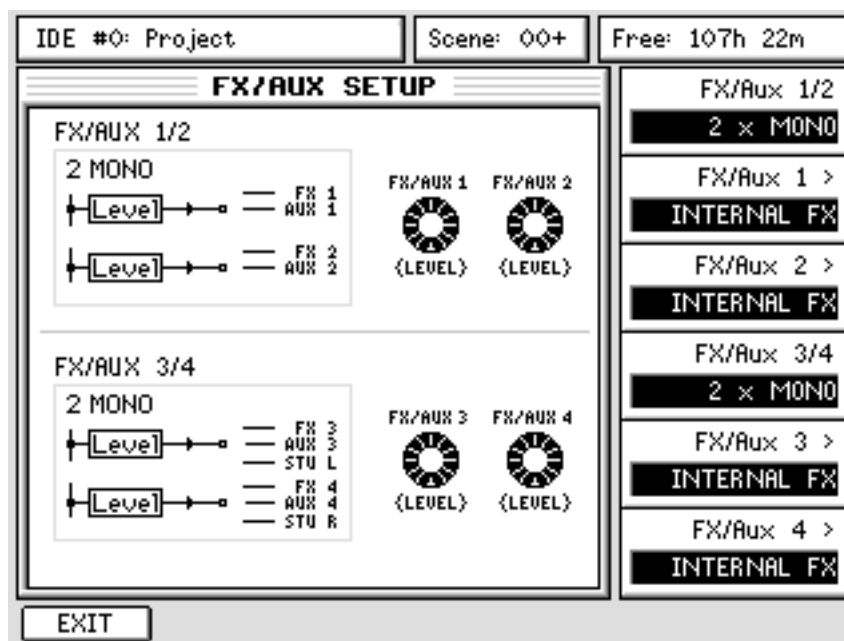 IDE #0: Project
Scene: 00+
Free: 107h 22m
FX/AUX SETUP
FX/AUX 1/2
2 MONO
Level
FX 1
AUX 1
Level
FX 2
AUX 2
FX/AUX 1
FX/AUX 2
{LEVEL}
{LEVEL}
FX/AUX 3/4
2 MONO
Level
FX 3
AUX 3
STU L
Level
FX 4
AUX 4
STU R
FX/AUX 3
FX/AUX 4
{LEVEL}
{LEVEL}
FX/Aux 1/2
2 x MONO
FX/Aux 1 >
INTERNAL FX
FX/Aux 2 >
INTERNAL FX
FX/Aux 3/4
2 x MONO
FX/Aux 3 >
INTERNAL FX
FX/Aux 4 >
INTERNAL FX
EXIT